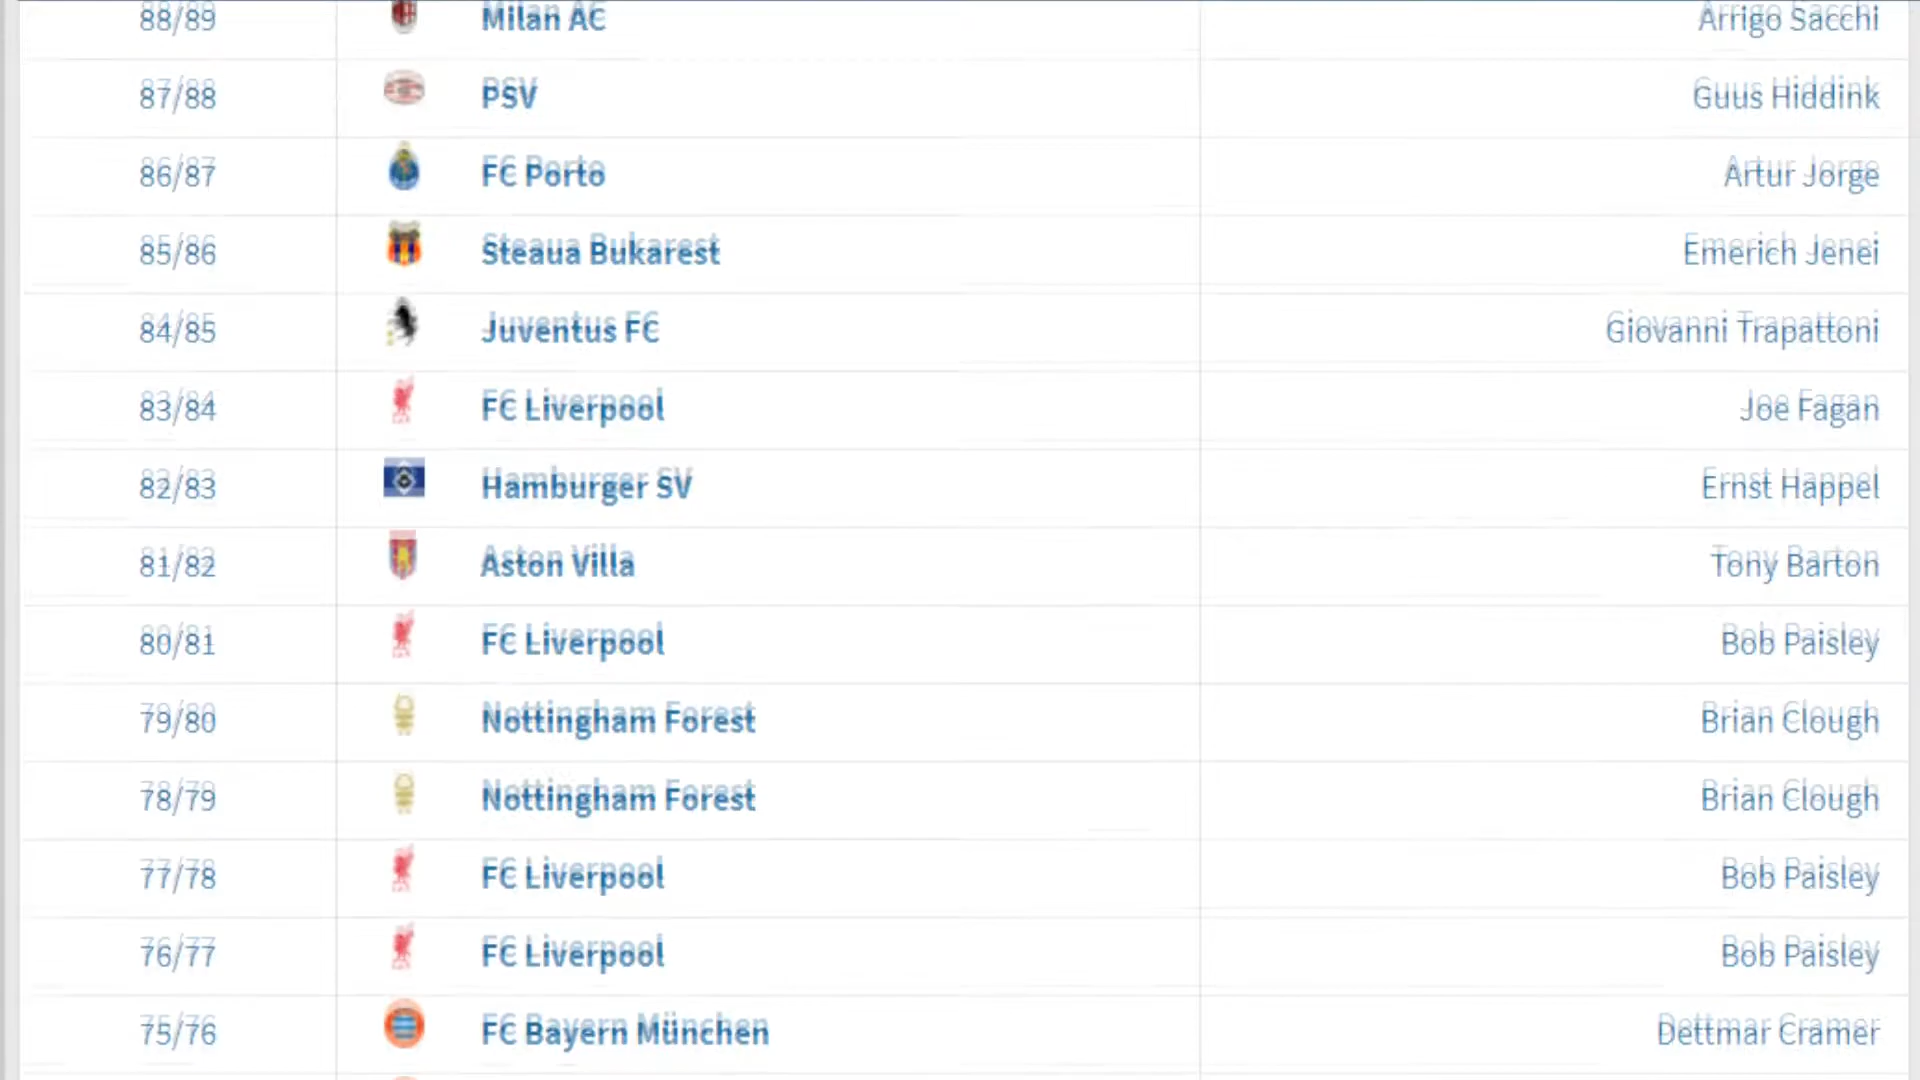 88/89 Milan AC Arrigo Sacchi
87/88 PSV Guus Hiddink
86/87 FC Porto Artur Jorge
85/86 Steaua Bukarest Emerich Jenei
84/85 Juventus FC Giovanni Trapattoni
83/84 FC Liverpool Joe Fagan
82/83 Hamburger SV Ernst Happel
81/82 Aston Villa Tony Barton
80/81 FC Liverpool Bob Paisley
79/80 Nottingham Forest Brian Clough
78/79 Nottingham Forest Brian Clough
77/78 FC Liverpool Bob Paisley
76/77 FC Liverpool Bob Paisley
75/76 FC Bayern München Dettmar Cramer